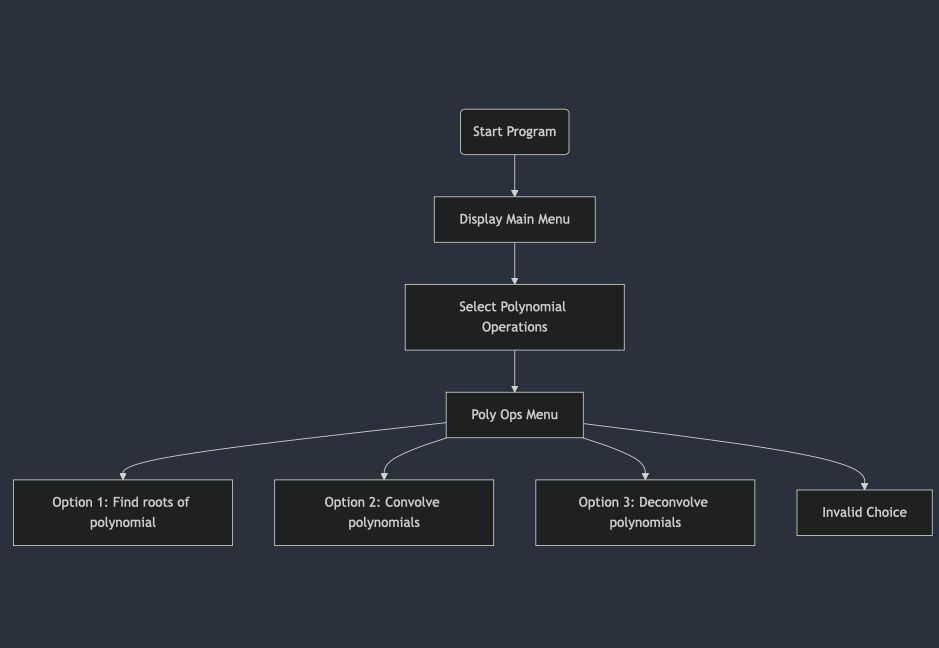 Start Program
Display Main Menu
Select Polynomial
Operations
Poly Ops Menu
Option 1: Find roots of
polynomial
Option 2: Convolve
polynomials
Option 3: Deconvolve
polynomials
Invalid Choice